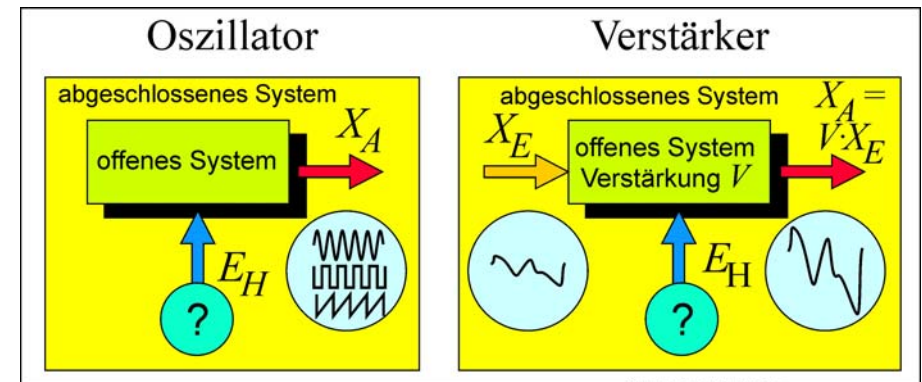 Oszillator
abgeschlossenes System
X_A
offenes System
E_H
?
Verstärker
abgeschlossenes System
X_A =
V·X_E
X_E
offenes System
Verstärkung V
E_H
?